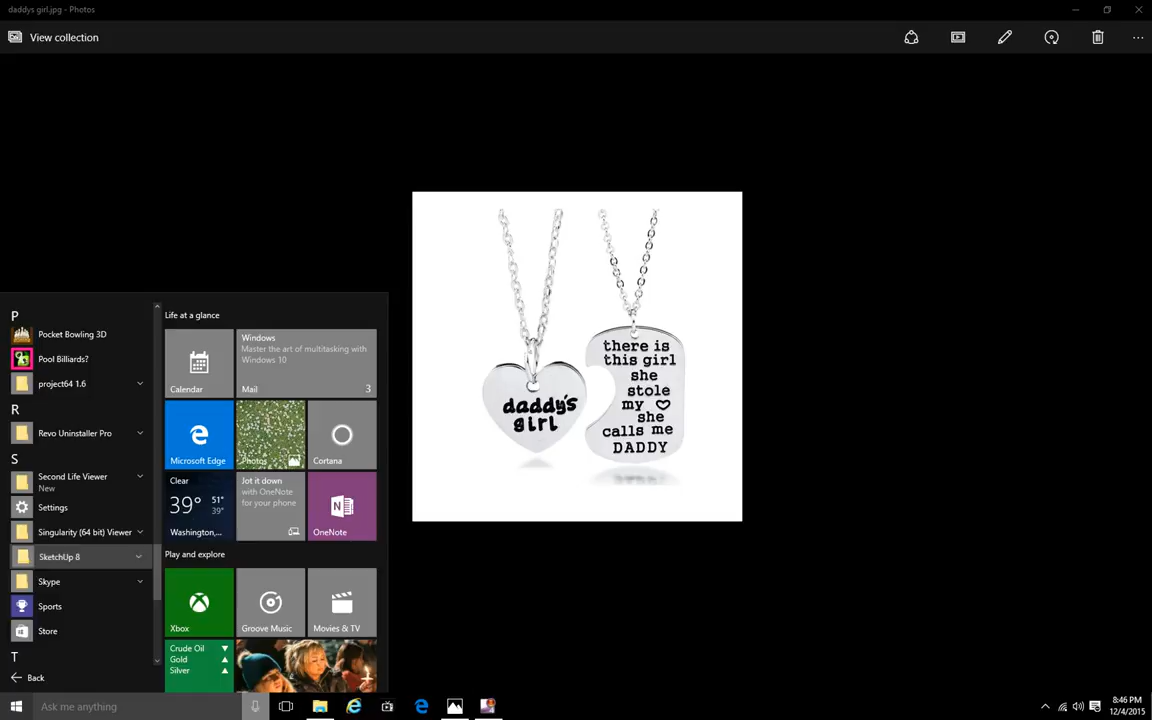 daddys girl.jpg - Photos
View collection
there is
this girl
she
stole
my
she
calls me
DADDY
daddy's
girl
P
Pocket Bowling 3D
Pool Billiards?
project64 1.6
R
Revo Uninstaller Pro
S
Second Life Viewer
New
Settings
Singularity (64 bit) Viewer
SketchUp 8
Skype
Sports
Store
T
Back
Life at a glance
Calendar
Windows
Master the art of multitasking with
Windows 10
Mail 3
Microsoft Edge
Photos
Cortana
Clear
39° 51°
39°
Washington,...
Jot it down
with OneNote
for your phone
OneNote
Play and explore
Xbox
Groove Music
Movies & TV
Crude Oil
Gold
Silver
Ask me anything
8:46 PM
12/4/2015